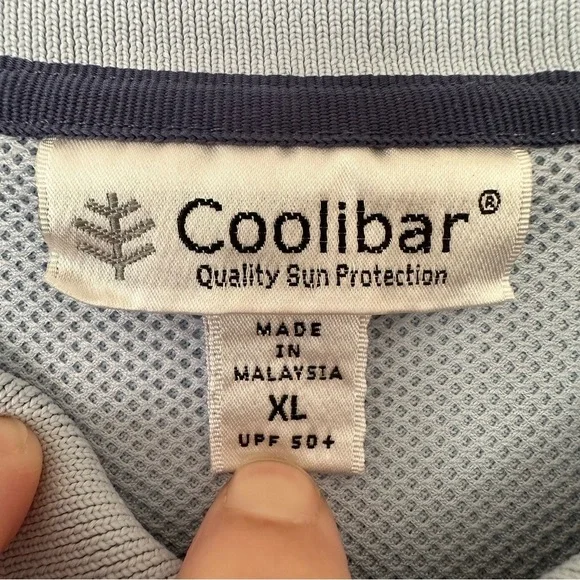 Coolibar®
Quality Sun Protection
MADE
IN
MALAYSIA
XL
UPF 50+